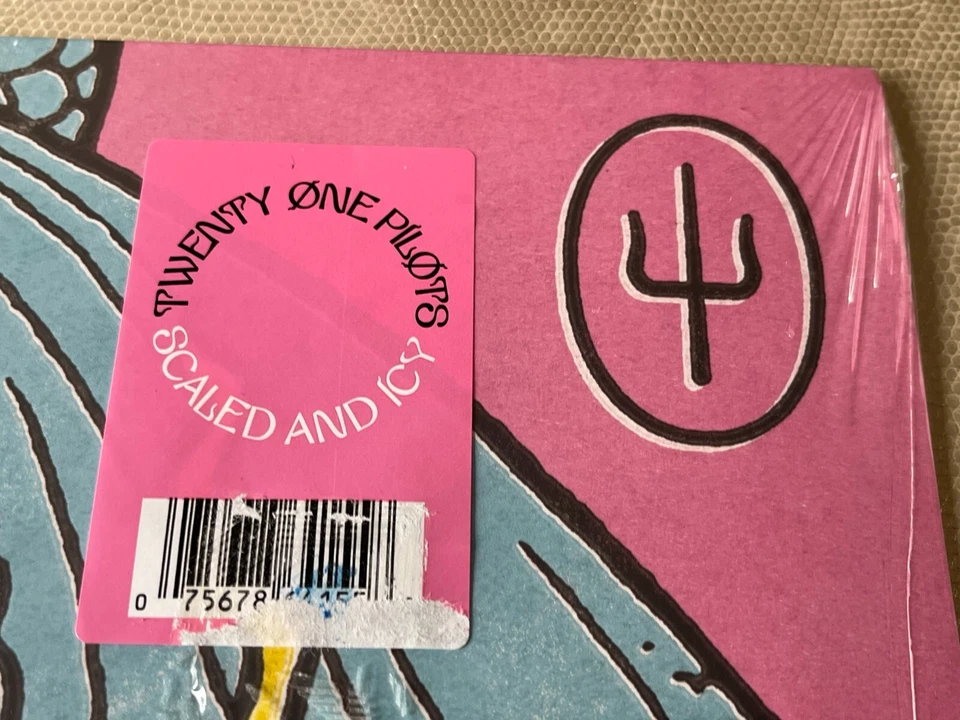 TWENTY ØNE PILØTS
SCALED AND ICY
0 75678